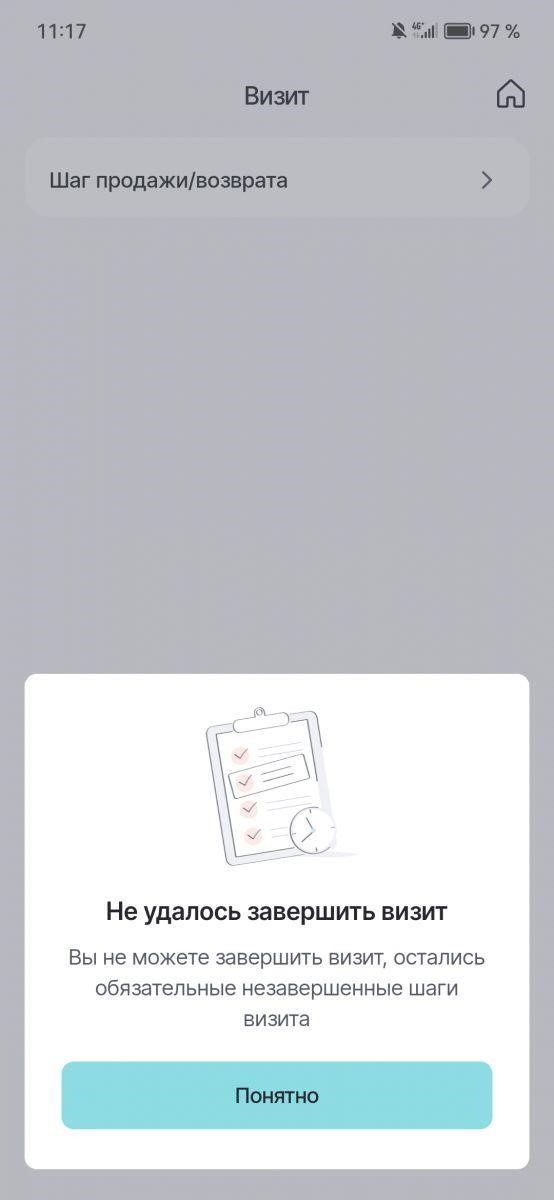 11:17
4G+
97 %
Визит
Шаг продажи/возврата
Не удалось завершить визит
Вы не можете завершить визит, остались
обязательные незавершенные шаги
визита
Понятно